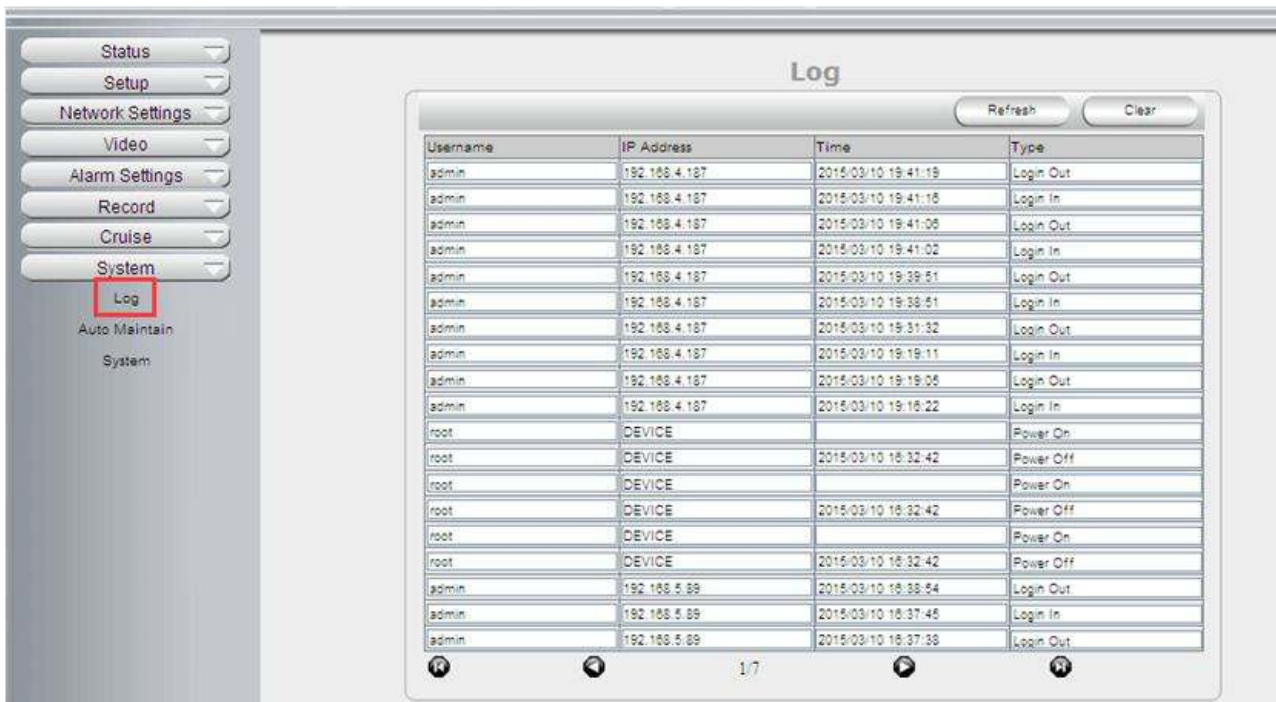 Status
Setup
Network Settings
Video
Alarm Settings
Record
Cruise
System
Log
Auto Maintain
System
Log
Refresh Clear
Username IP Address Time Type
admin 192.168.4.187 2015/03/10 19:41:19 Login Out
admin 192.168.4.187 2015/03/10 19:41:16 Login In
admin 192.168.4.187 2015/03/10 19:41:06 Login Out
admin 192.168.4.187 2015/03/10 19:41:02 Login In
admin 192.168.4.187 2015/03/10 19:39:51 Login Out
admin 192.168.4.187 2015/03/10 19:38:51 Login In
admin 192.168.4.187 2015/03/10 19:31:32 Login Out
admin 192.168.4.187 2015/03/10 19:19:11 Login In
admin 192.168.4.187 2015/03/10 19:19:05 Login Out
admin 192.168.4.187 2015/03/10 19:16:22 Login In
root DEVICE Power On
root DEVICE 2015/03/10 16:32:42 Power Off
root DEVICE Power On
root DEVICE 2015/03/10 16:32:42 Power Off
root DEVICE Power On
root DEVICE 2015/03/10 16:32:42 Power Off
admin 192.168.5.89 2015/03/10 16:38:54 Login Out
admin 192.168.5.89 2015/03/10 16:37:45 Login In
admin 192.168.5.89 2015/03/10 16:37:38 Login Out
1/7